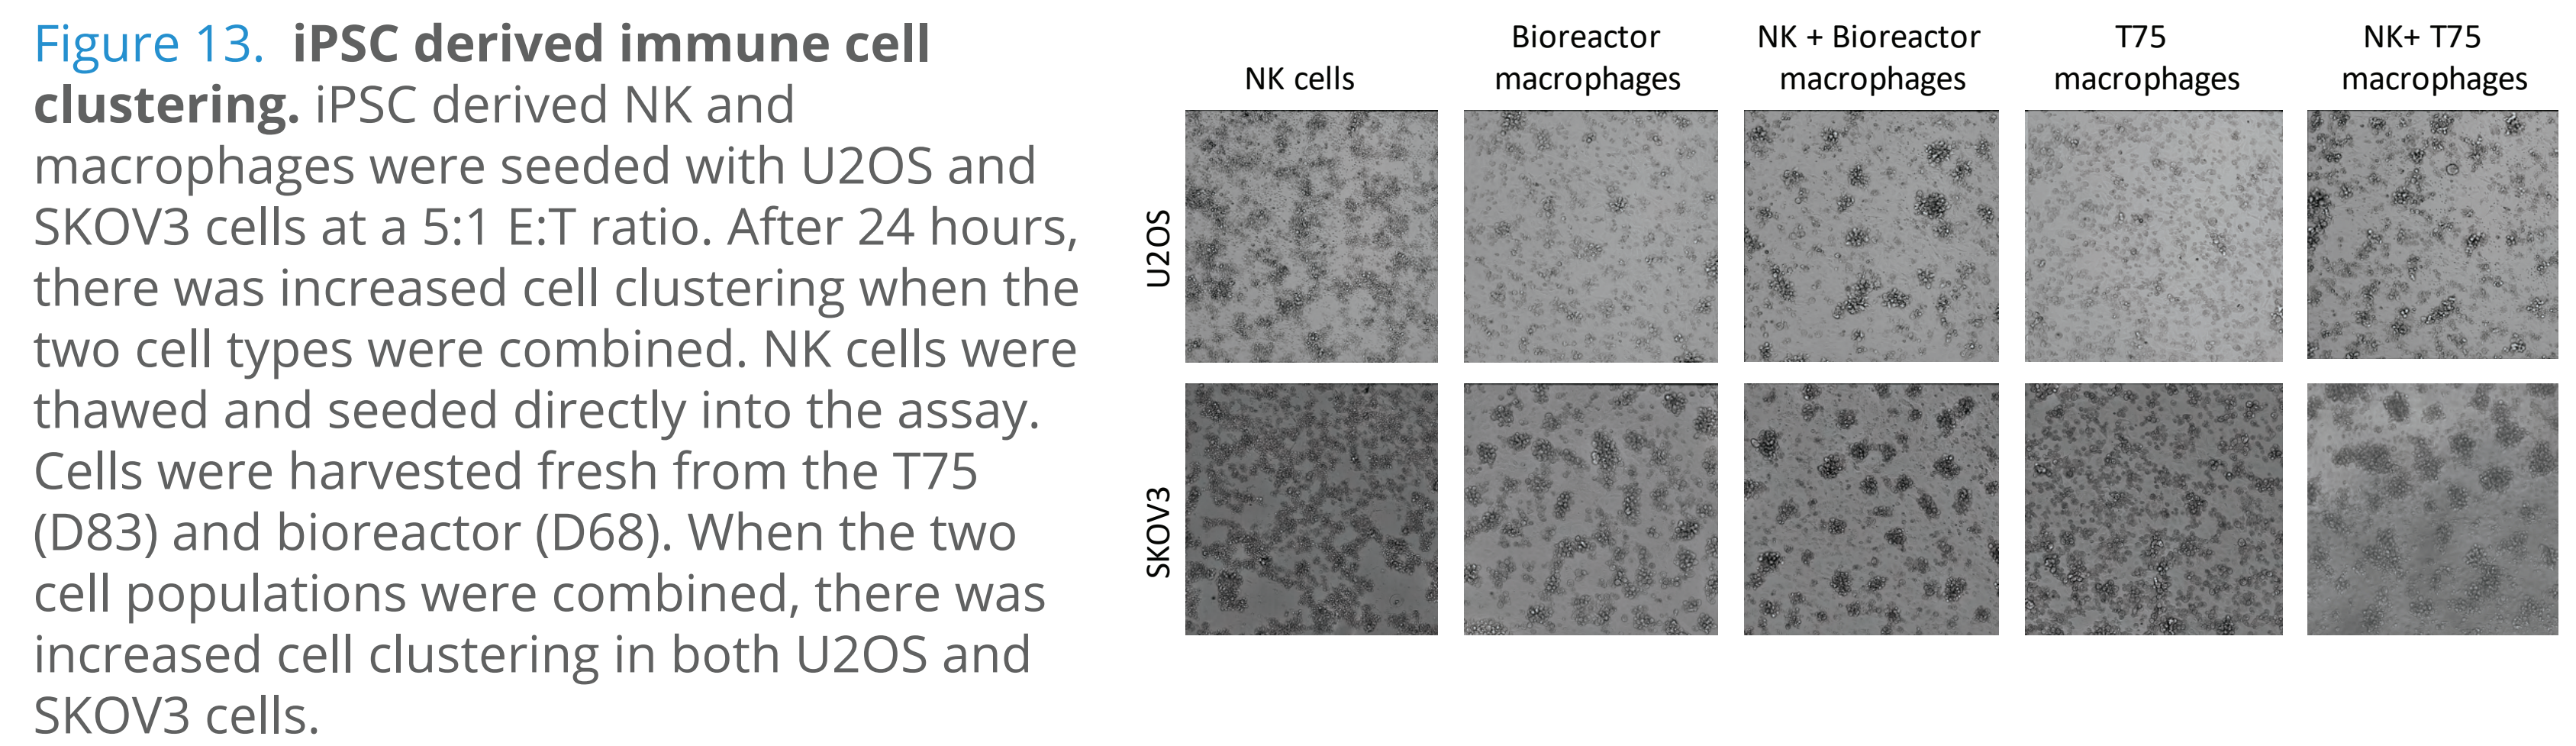 Figure 13. iPSC derived immune cell
clustering. iPSC derived NK and
macrophages were seeded with U2OS and
SKOV3 cells at a 5:1 E:T ratio. After 24 hours,
there was increased cell clustering when the
two cell types were combined. NK cells were
thawed and seeded directly into the assay.
Cells were harvested fresh from the T75
(D83) and bioreactor (D68). When the two
cell populations were combined, there was
increased cell clustering in both U2OS and
SKOV3 cells.
NK cells
Bioreactor
macrophages
NK + Bioreactor
macrophages
T75
macrophages
NK+ T75
macrophages
U2OS
SKOV3